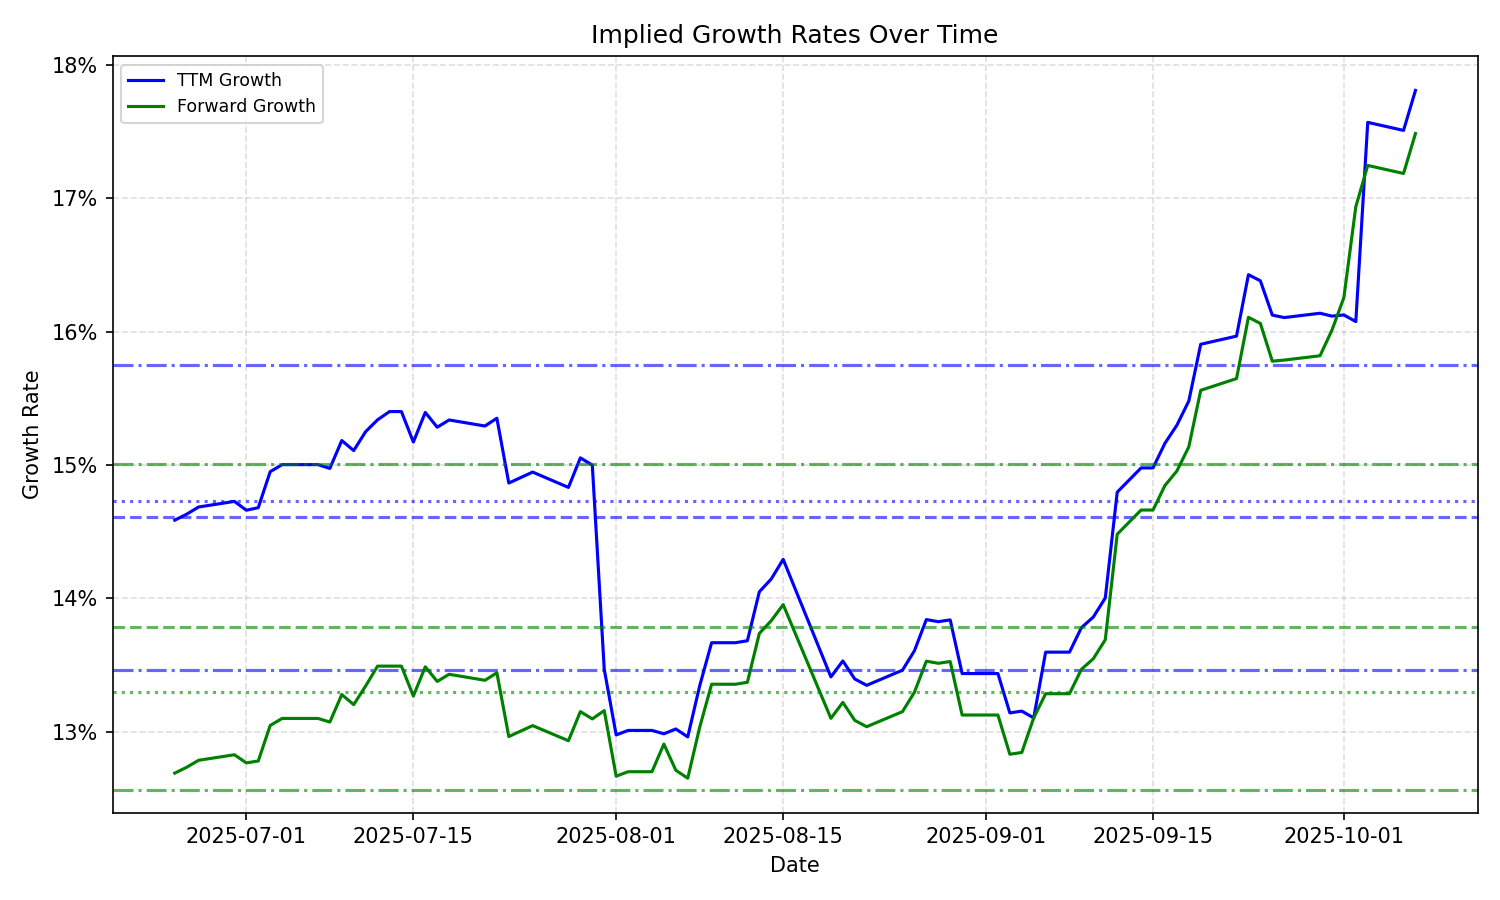 Implied Growth Rates Over Time
TTM Growth
Forward Growth
18%
17%
16%
15%
14%
13%
Growth Rate
2025-07-01
2025-07-15
2025-08-01
2025-08-15
2025-09-01
2025-09-15
2025-10-01
Date